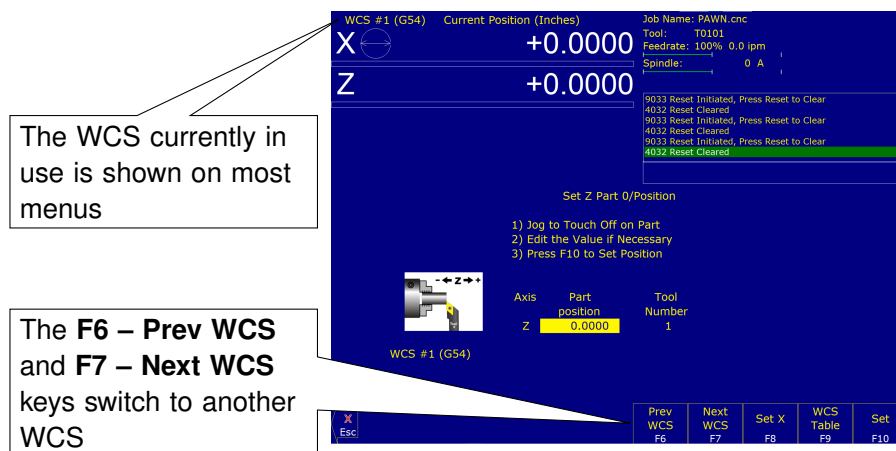 WCS #1 (G54) Current Position (Inches)
X +0.0000
Z +0.0000
Job Name: PAWN.cnc
Tool: T0101
Feedrate: 100% 0.0 ipm
Spindle: 0 A
9033 Reset Initiated, Press Reset to Clear
4032 Reset Cleared
9033 Reset Initiated, Press Reset to Clear
4032 Reset Cleared
9033 Reset Initiated, Press Reset to Clear
4032 Reset Cleared
The WCS currently in
use is shown on most
menus
Set Z Part 0/Position
1) Jog to Touch Off on Part
2) Edit the Value if Necessary
3) Press F10 to Set Position
- Z +
Axis Part Tool
position Number
Z 0.0000 1
WCS #1 (G54)
The F6 – Prev WCS
and F7 – Next WCS
keys switch to another
WCS
X
Esc
Prev WCS F6
Next WCS F7
Set X F8
WCS Table F9
Set F10